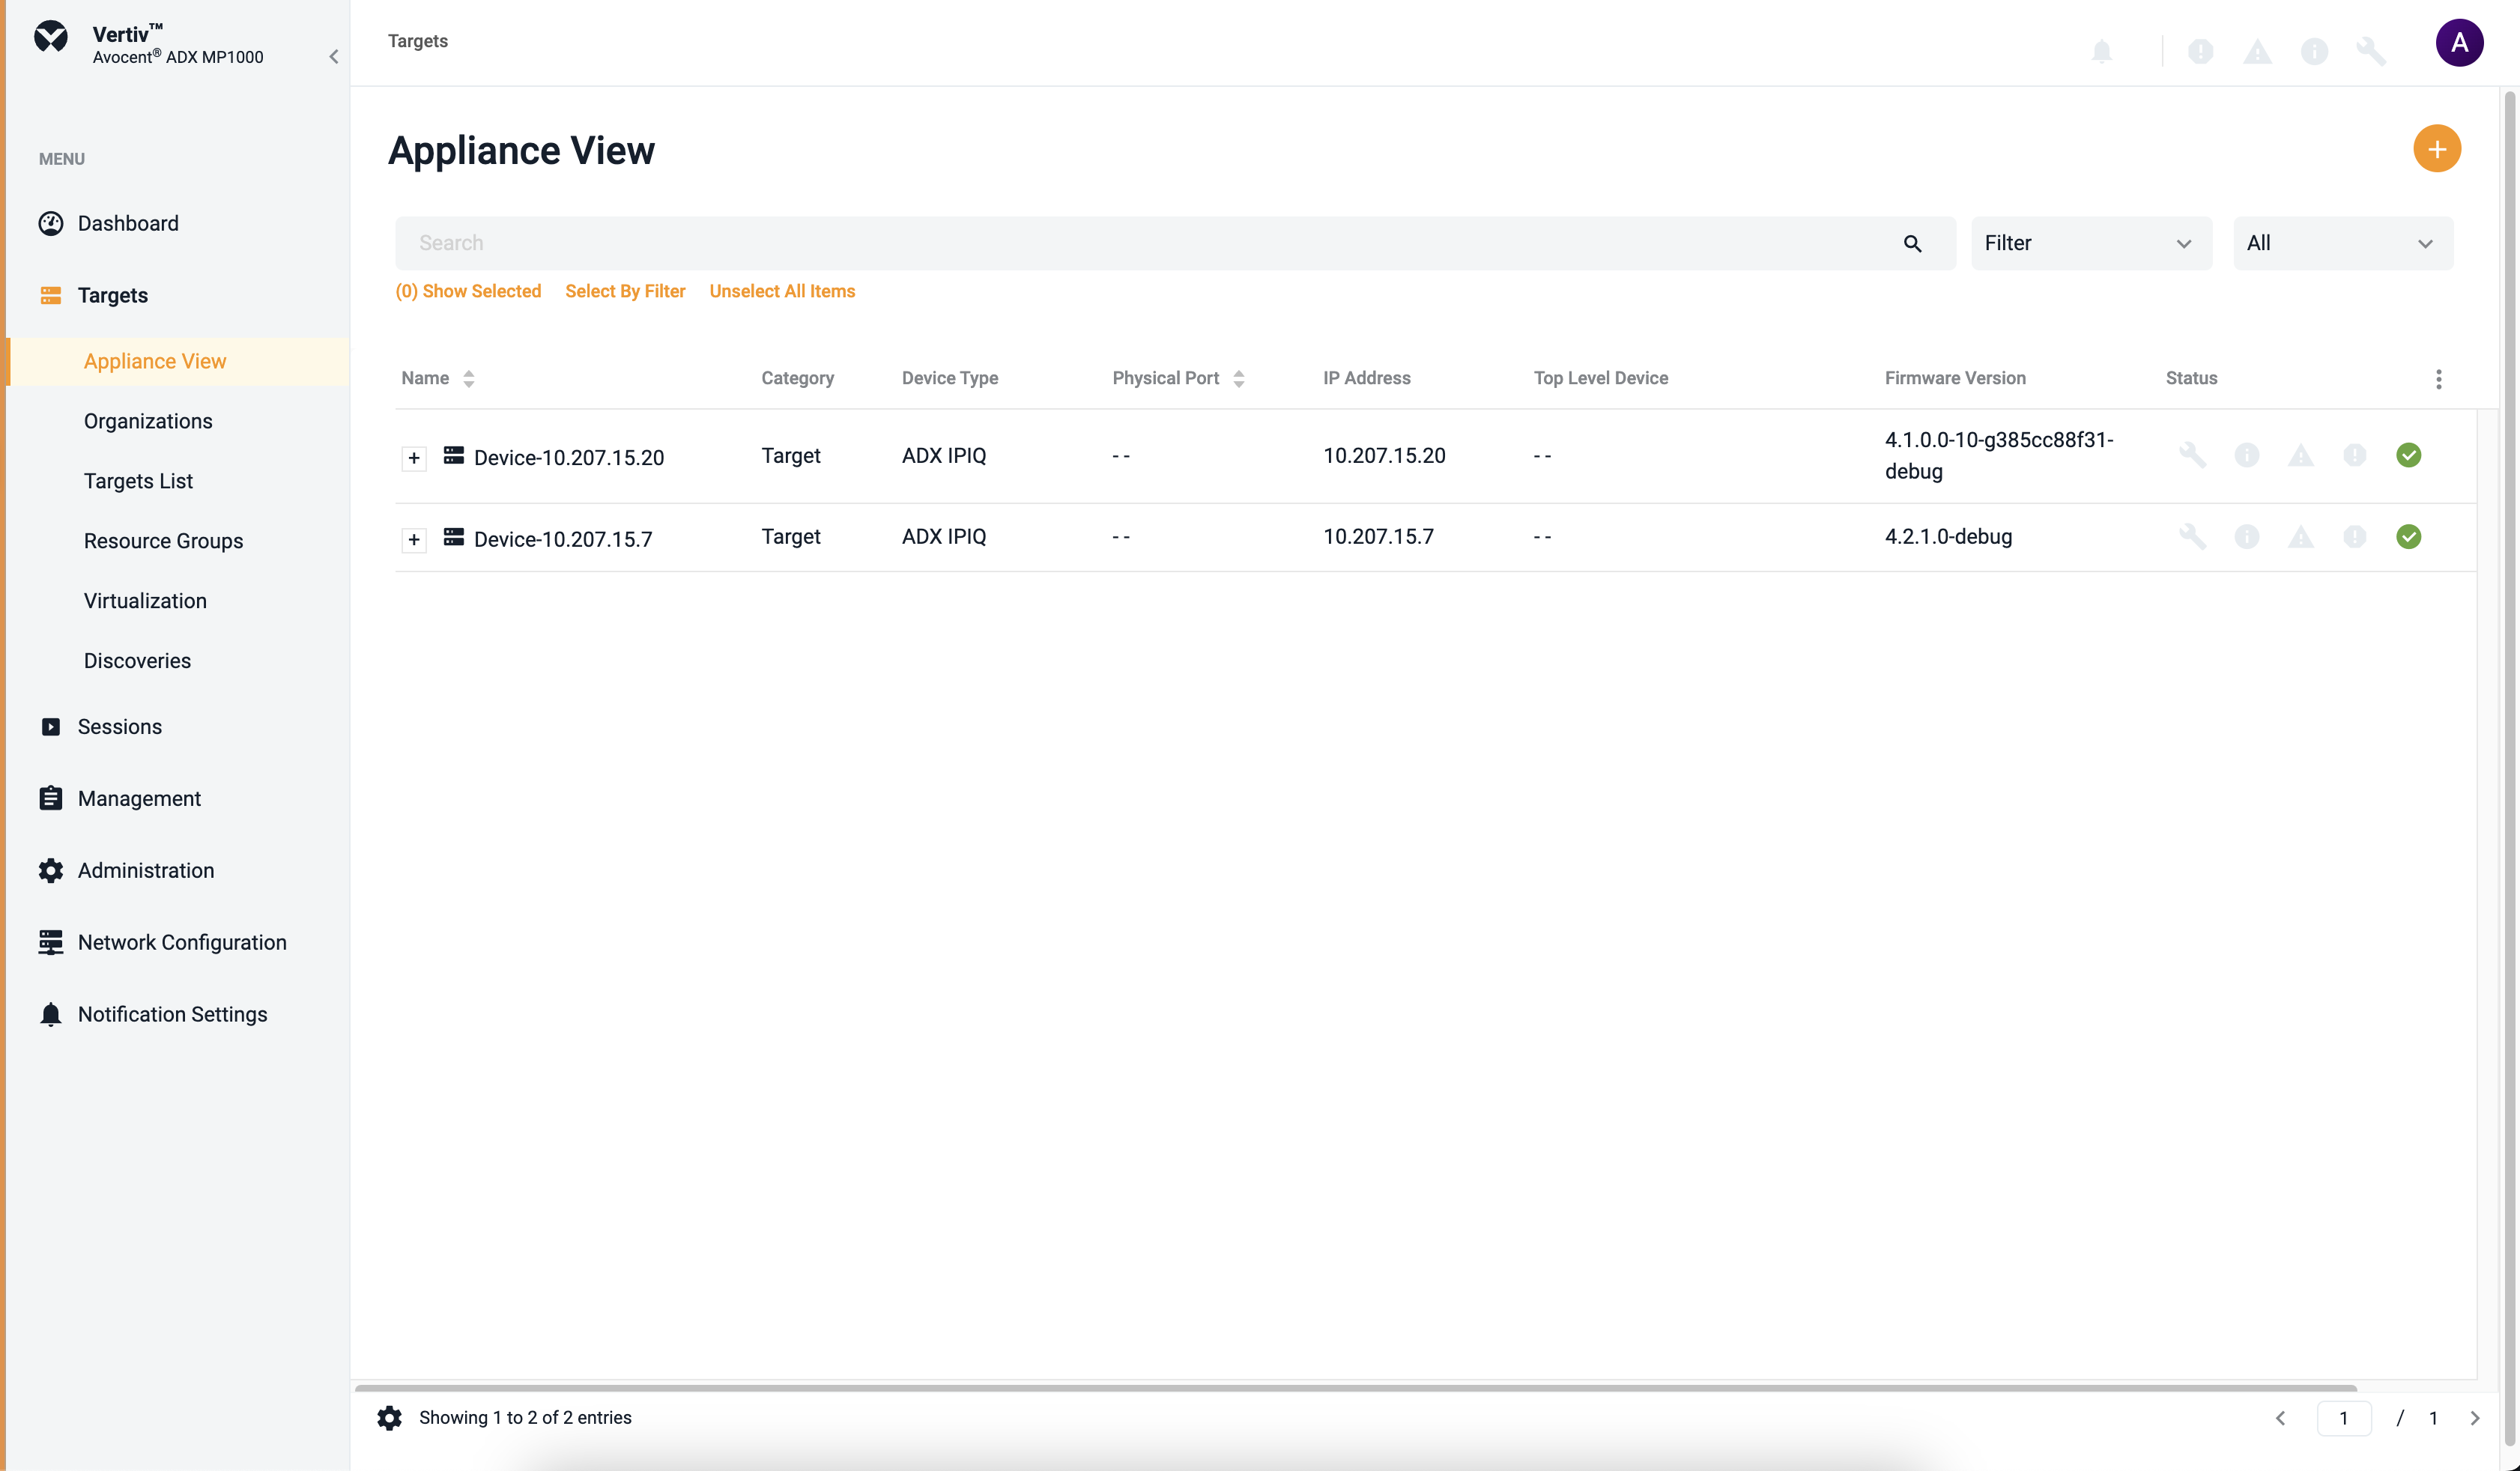 Vertiv™
Avocent® ADX MP1000
Targets
A
MENU
Dashboard
Targets
Appliance View
Organizations
Targets List
Resource Groups
Virtualization
Discoveries
Sessions
Management
Administration
Network Configuration
Notification Settings
Appliance View
Search
Filter
All
(0) Show Selected Select By Filter Unselect All Items
Name Category Device Type Physical Port IP Address Top Level Device Firmware Version Status
Device-10.207.15.20 Target ADX IPIQ - - 10.207.15.20 - - 4.1.0.0-10-g385cc88f31-
debug
Device-10.207.15.7 Target ADX IPIQ - - 10.207.15.7 - - 4.2.1.0-debug
Showing 1 to 2 of 2 entries
1 / 1